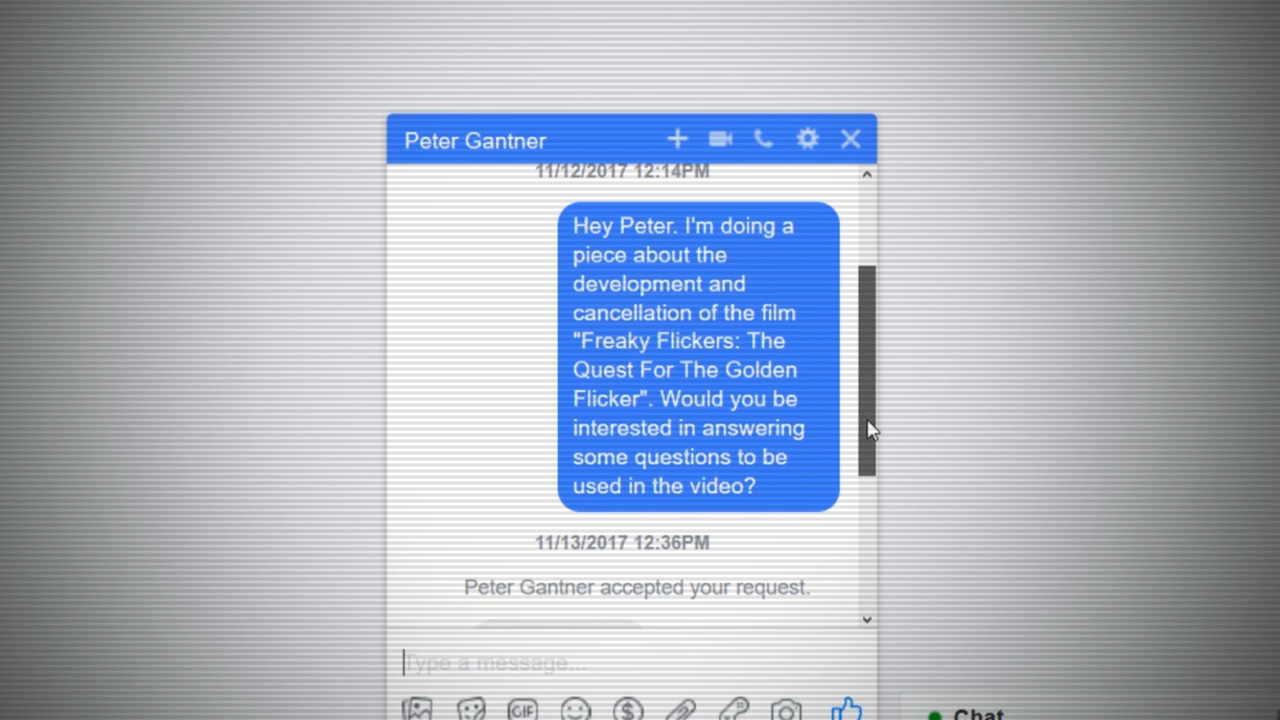 Peter Gantner
11/12/2017 12:14PM
Hey Peter. I'm doing a
piece about the
development and
cancellation of the film
"Freaky Flickers: The
Quest For The Golden
Flicker". Would you be
interested in answering
some questions to be
used in the video?
11/13/2017 12:36PM
Peter Gantner accepted your request.
Type a message...
GIF
Chat